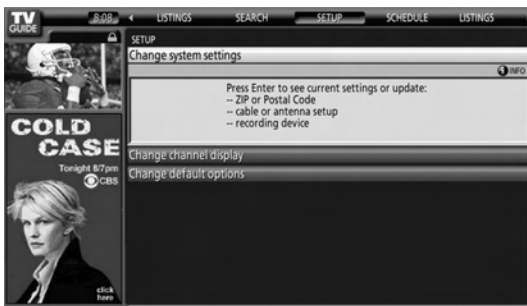 TV
GUIDE
8:08
LISTINGS SEARCH SETUP SCHEDULE LISTINGS
SETUP
Change system settings
INFO
Press Enter to see current settings or update:
-- ZIP or Postal Code
-- cable or antenna setup
-- recording device
Change channel display
Change default options
COLD
CASE
Tonight 8/7pm
CBS
click
here